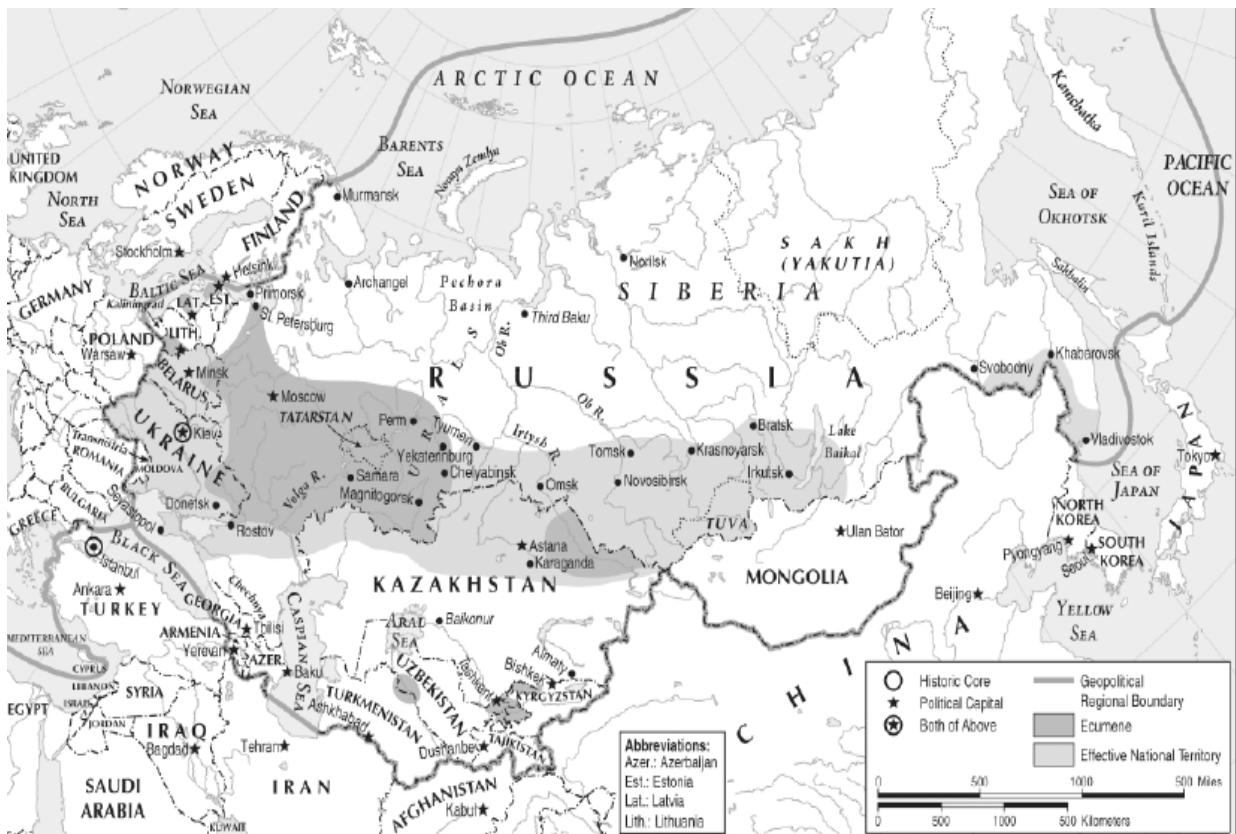 ARCTIC OCEAN
NORWEGIAN
SEA
BARENTS
SEA
Novaya Zemlya
Kamchatka
PACIFIC
OCEAN
UNITED
KINGDOM
NORTH
SEA
NORWAY
SWEDEN
FINLAND
Murmansk
SEA OF
OKHOTSK
Kuril Islands
Stockholm
Helsinki
BALTIC SEA
Kaliningrad
LAT.
EST.
LITH.
Primorsk
St. Petersburg
Archangel
Pechora
Basin
Ob R.
Third Baku
Norilsk
SIBERIA
SAKH
(YAKUTIA)
Sakhalin
GERMANY
POLAND
Warsaw
Minsk
BELARUS
Moscow
RUSSIA
URALS
Svobodny
Khabarovsk
UKRAINE
Kiev
TATARSTAN
Perm
Tyumen
Yekaterinburg
Chelyabinsk
Irtysh R.
Ob R.
Tomsk
Krasnoyarsk
Bratsk
Lake
Baikal
Vladivostok
Transnistria
ROMANIA
MOLDOVA
Volga R.
Samara
Magnitogorsk
Omsk
Novosibirsk
Irkutsk
SEA OF
JAPAN
JAPAN
Tokyo
BULGARIA
Sevastopol
Donetsk
Rostov
TUVA
Ulan Bator
NORTH
KOREA
GREECE
BLACK SEA
Istanbul
Astana
Karaganda
MONGOLIA
Pyongyang
Seoul
SOUTH
KOREA
Ankara
TURKEY
GEORGIA
Chechnya
Tbilisi
CASPIAN SEA
KAZAKHSTAN
Baikonur
Beijing
YELLOW
SEA
MEDITERRANEAN
SEA
CYPRUS
ARMENIA
Yerevan
AZER.
Baku
ARAL
SEA
UZBEKISTAN
Tashkent
Bishkek
Almaty
KYRGYZSTAN
CHINA
LEBANON
ISRAEL
SYRIA
JORDAN
EGYPT
IRAQ
Bagdad
Tehram
IRAN
Ashkhabad
TURKMENISTAN
Dushanbe
TAJIKISTAN
SAUDI
ARABIA
KUWAIT
AFGHANISTAN
Kabul
Abbreviations:
Azer.: Azerbaijan
Est.: Estonia
Lat.: Latvia
Lith.: Lithuania
Historic Core
Political Capital
Both of Above
Geopolitical
Regional Boundary
Ecumene
Effective National Territory
0 500 1000 500 Miles
0 500 1000 500 Kilometers